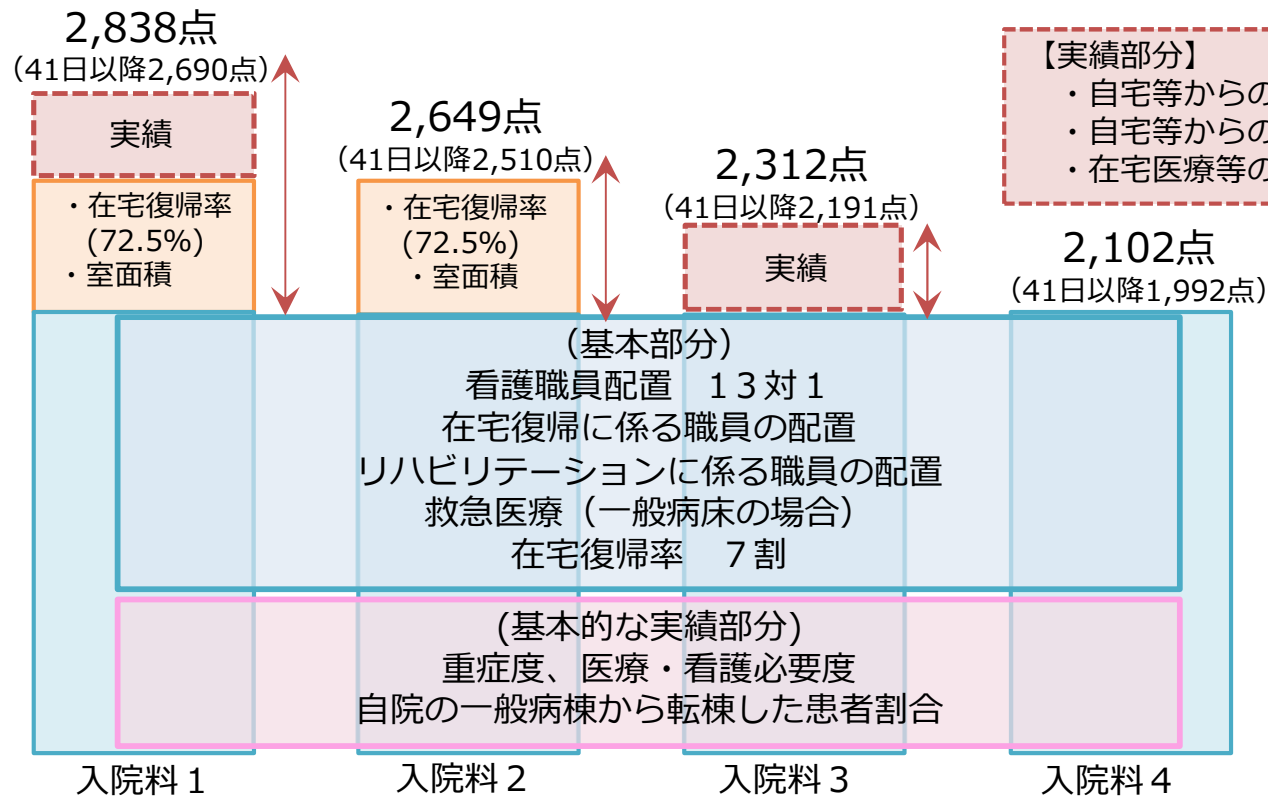 2,838点
（41日以降2,690点）
実績
・在宅復帰率
(72.5%)
・室面積
2,649点
（41日以降2,510点）
・在宅復帰率
(72.5%)
・室面積
2,312点
（41日以降2,191点）
実績
【実績部分】
・自宅等からの
・自宅等からの
・在宅医療等の
2,102点
（41日以降1,992点）
（基本部分）
看護職員配置　１３対１
在宅復帰に係る職員の配置
リハビリテーションに係る職員の配置
救急医療（一般病床の場合）
在宅復帰率　７割
(基本的な実績部分)
重症度、医療・看護必要度
自院の一般病棟から転棟した患者割合
入院料１
入院料２
入院料３
入院料４